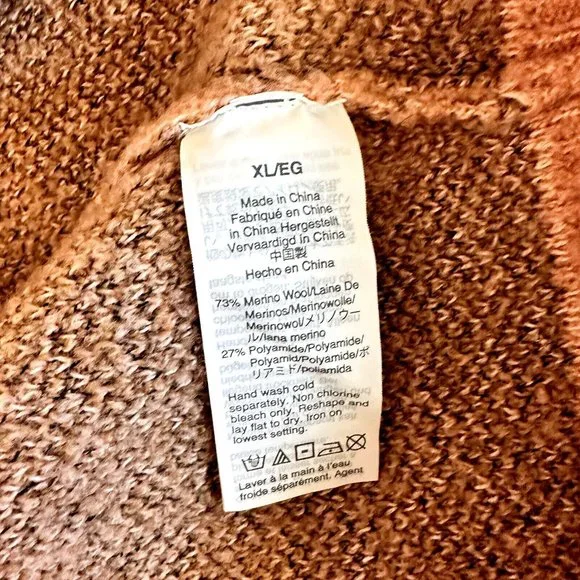 XL/EG
Made in China
Fabriqué en Chine
in China Hergestellt
Vervaardigd in China
中国製
Hecho en China
73% Merino Wool/Laine De
Merinos/Merinowolle/
Merinowol/メリノウー
ル/lana merino
27% Polyamide/Polyamide/
Polyamid/Polyamide/ポ
リアミド/poliamida
Hand wash cold
separately. Non chlorine
bleach only. Reshape and
lay flat to dry. Iron on
lowest setting.
Laver à la main à l'eau
froide séparément. Agent